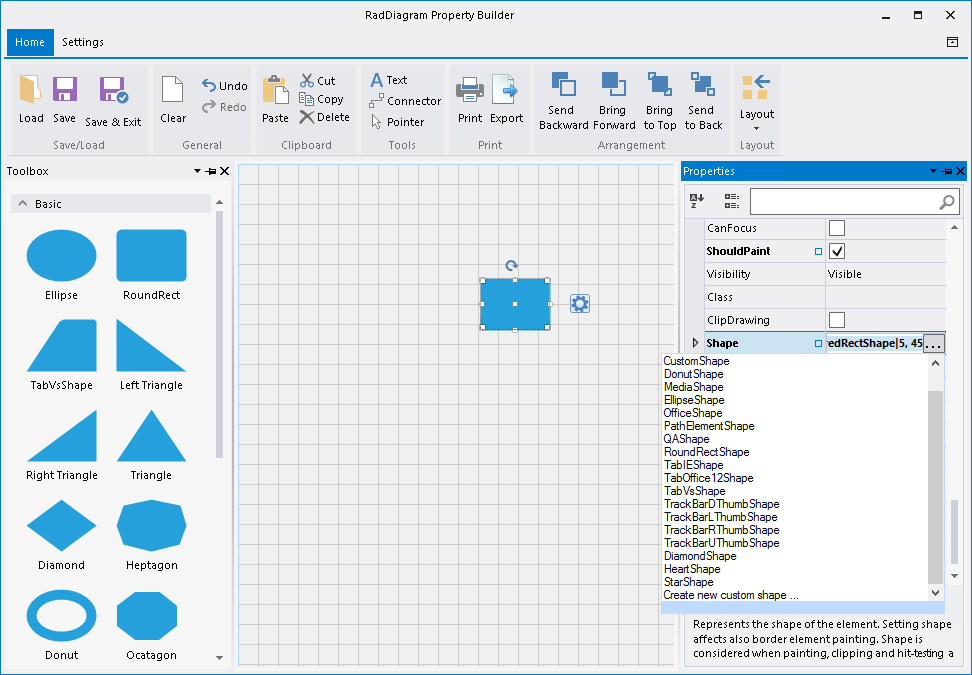 RadDiagram Property Builder
Home Settings
Load Save Save & Exit
Save/Load
Clear Undo
Redo
General
Paste Cut
Copy
Delete
Clipboard
Text
Connector
Pointer
Tools
Print Export
Print
Send Backward
Bring Forward
Bring to Top
Send to Back
Arrangement
Layout
Layout
Toolbox
Basic
Ellipse RoundRect
TabVsShape Left Triangle
Right Triangle Triangle
Diamond Heptagon
Donut Ocatagon
Properties
A
Z
CanFocus
ShouldPaint
Visibility Visible
Class
ClipDrawing
Shape redRectShape|5, 45 ...
CustomShape
DonutShape
MediaShape
EllipseShape
OfficeShape
PathElementShape
QAShape
RoundRectShape
TabIEShape
TabOffice12Shape
TabVsShape
TrackBarDThumbShape
TrackBarLThumbShape
TrackBarRThumbShape
TrackBarUThumbShape
DiamondShape
HeartShape
StarShape
Create new custom shape ...
Represents the shape of the element. Setting shape
affects also border element painting. Shape is
considered when painting, clipping and hit-testing a